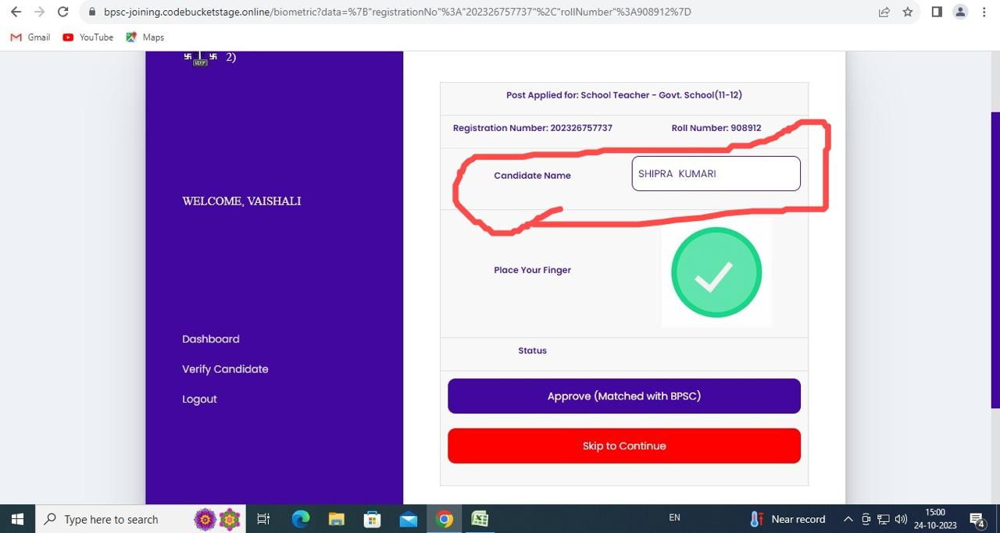 bpsc-joining.codebucketstage.online/biometric?data=%7B"registrationNo"%3A"202326757737"%2C"rollNumber"%3A908912%7D
Gmail YouTube Maps
2)
WELCOME, VAISHALI
Dashboard
Verify Candidate
Logout
Post Applied for: School Teacher - Govt. School(11-12)
Registration Number: 202326757737 Roll Number: 908912
Candidate Name SHIPRA KUMARI
Place Your Finger
Status
Approve (Matched with BPSC)
Skip to Continue
Type here to search
EN
Near record
15:00
24-10-2023
4